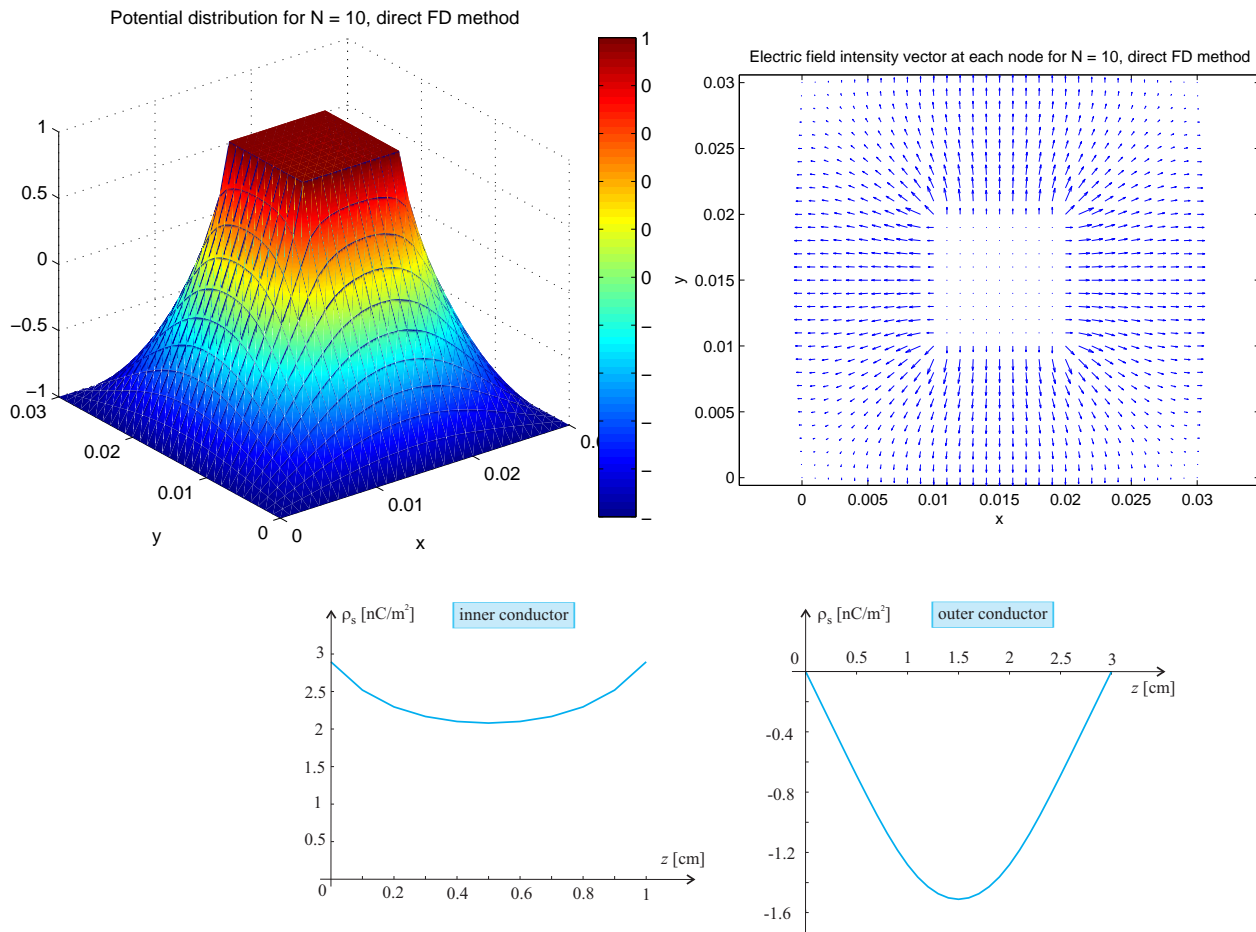 Potential distribution for N = 10, direct FD method
1
0.5
0
−0.5
−1
0.03
0.02
0.01
0
y
0
0.01
0.02
0.0
x
1
0
0
0
0
0
−
−
−
−
−
Electric field intensity vector at each node for N = 10, direct FD method
0.03
0.025
0.02
0.015
0.01
0.005
0
y
0 0.005 0.01 0.015 0.02 0.025 0.03
x
ρs [nC/m²]
inner conductor
3
2.5
2
1.5
1
0.5
0
0.2 0.4 0.6 0.8 1
z [cm]
ρs [nC/m²]
outer conductor
0 0.5 1 1.5 2 2.5 3
z [cm]
-0.4
-0.8
-1.2
-1.6